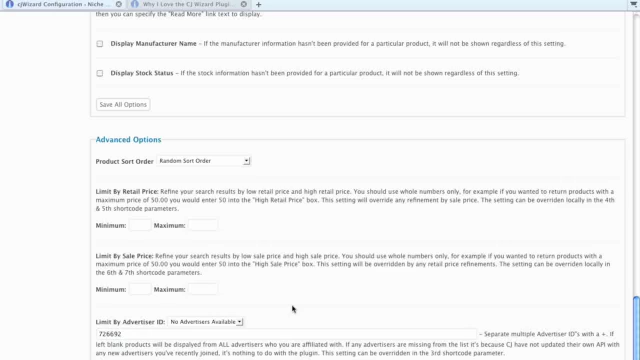 cjWizard Configuration - Niche ...
Why I Love the CJ Wizard Plugi...
then you can specify the "Read More" link text to display.
Display Manufacturer Name - If the manufacturer information hasn't been provided for a particular product, it will not be shown regardless of this setting.
Display Stock Status - If the stock information hasn't been provided for a particular product, it will not be shown regardless of this setting.
Save All Options
Advanced Options
Product Sort Order Random Sort Order
Limit By Retail Price: Refine your search results by low retail price and high retail price. You should use whole numbers only, for example if you wanted to return products with a
maximum price of 50.00 you would enter 50 into the "High Retail Price" box. This setting will override any refinement by sale price. The setting can be overriden locally in the 4th
& 5th shortcode parameters.
Minimum: Maximum:
Limit By Sale Price: Refine your search results by low sale price and high sale price. You should use whole numbers only, for example if you wanted to return products with a
maximum price of 50.00 you would enter 50 into the "High Sale Price" box. This setting will be overridden by any retail price refinements. The setting can be overriden locally in
the 6th & 7th shortcode parameters.
Minimum: Maximum:
Limit By Advertiser ID: No Advertisers Available
726692 - Separate multiple Advertiser ID"s with a +. If
left blank products will be displayed from ALL advertisers who you are affiliated with. If any advertisers are missing from the list it's because CJ have not updated their own API with
any new advertisers you've recently joined, it's nothing to do with the plugin. This setting can be overridden in the 3rd shortcode parameter.